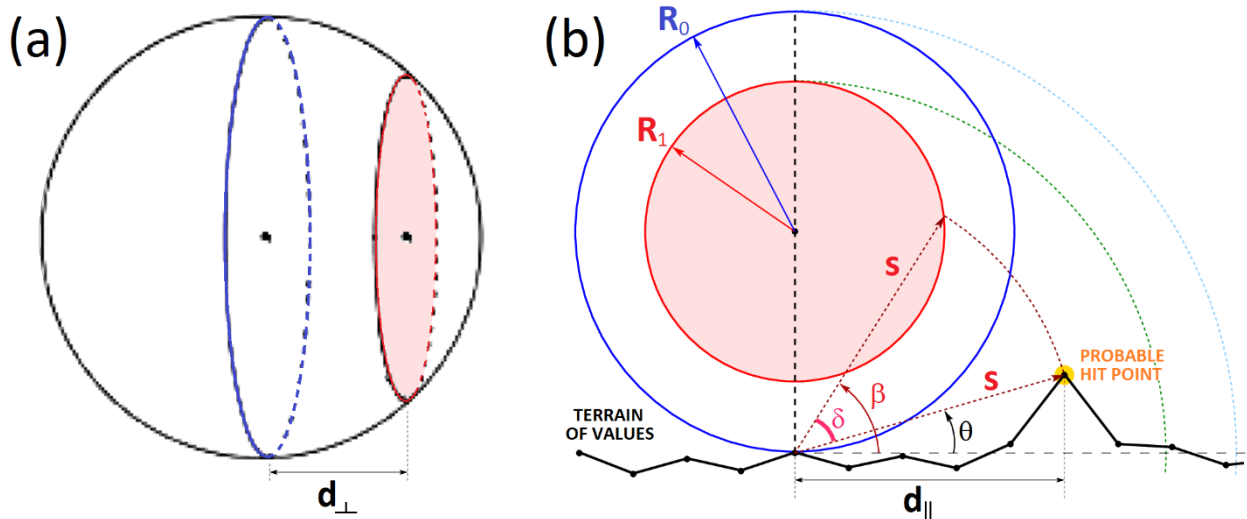 (a)
d⊥
(b)
R0
R1
s
PROBABLE
HIT POINT
s
β
δ
θ
TERRAIN
OF VALUES
d||